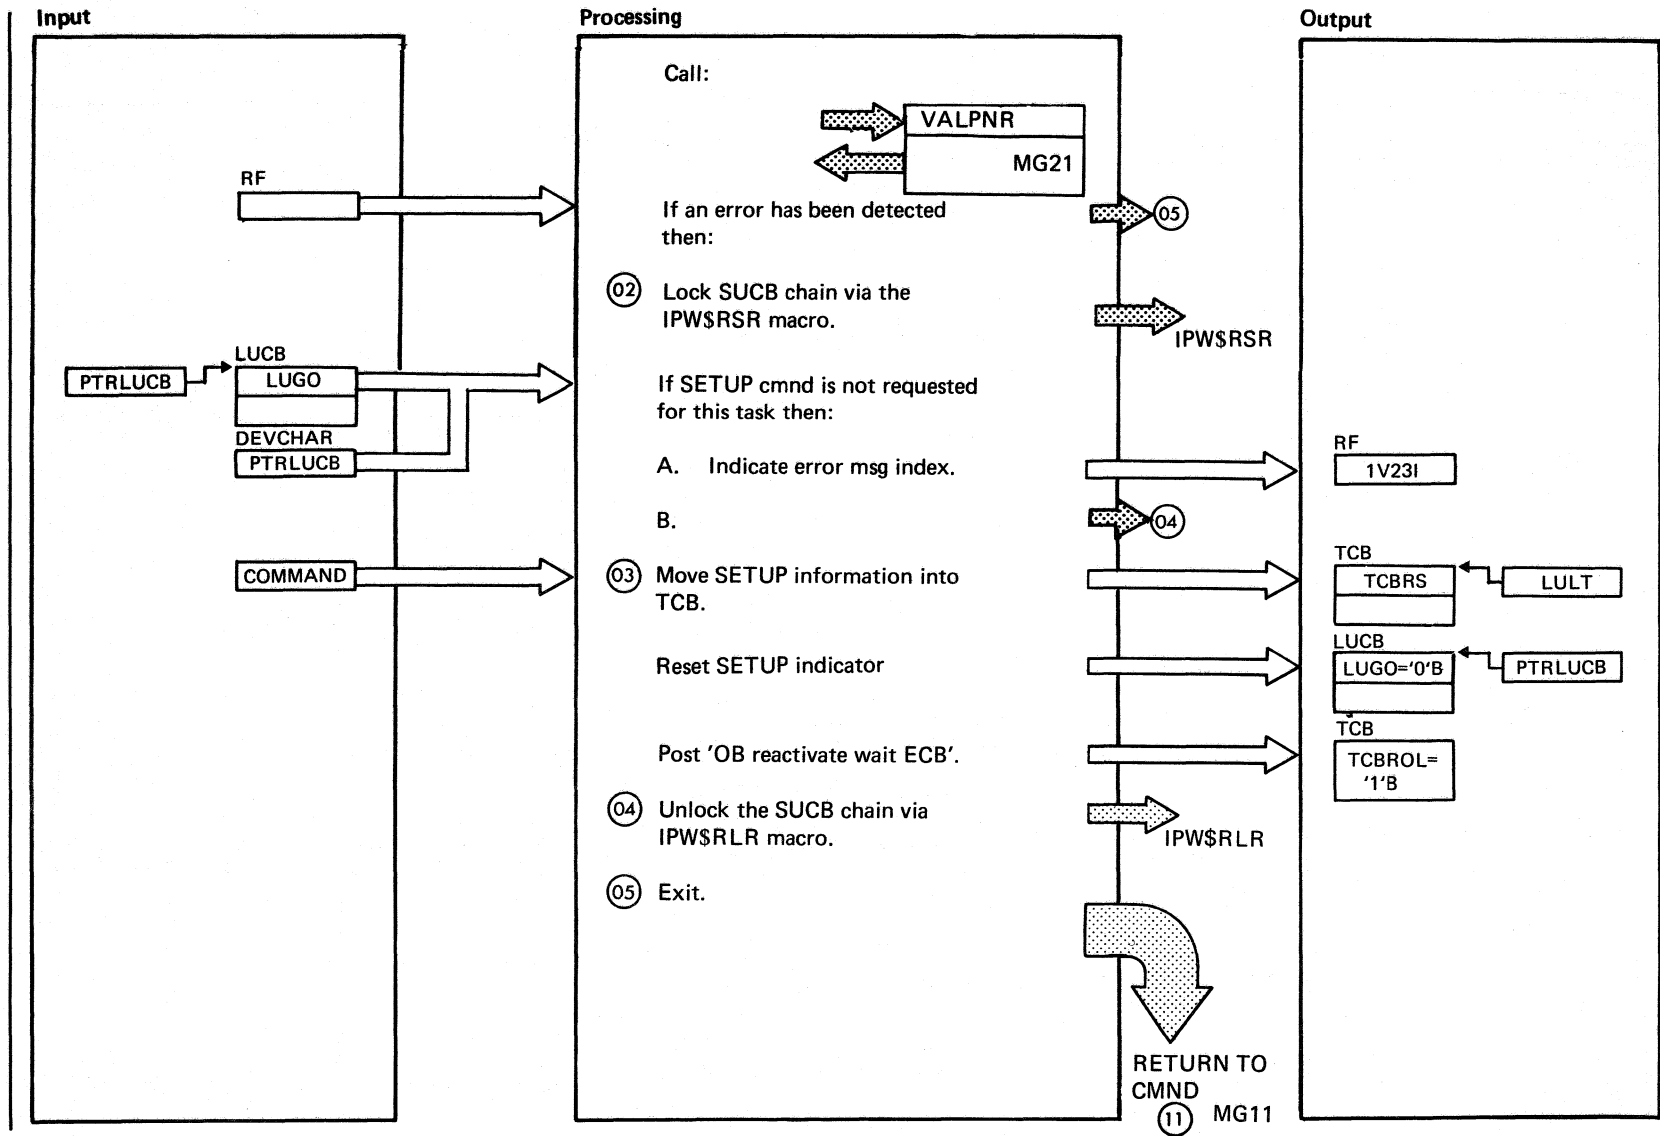 Input
Processing
Output
Call:
VALPNR
MG21
RF
If an error has been detected
then:
05
02 Lock SUCB chain via the
IPW$RSR macro.
IPW$RSR
LUCB
PTRLUCB
LUGO
DEVCHAR
PTRLUCB
If SETUP cmnd is not requested
for this task then:
A. Indicate error msg index.
RF
1V23I
B.
04
COMMAND
03 Move SETUP information into
TCB.
TCB
TCBRS
LULT
Reset SETUP indicator
LUCB
LUGO='0'B
PTRLUCB
Post 'OB reactivate wait ECB'.
TCB
TCBROL=
'1'B
04 Unlock the SUCB chain via
IPW$RLR macro.
IPW$RLR
05 Exit.
RETURN TO
CMND
11 MG11